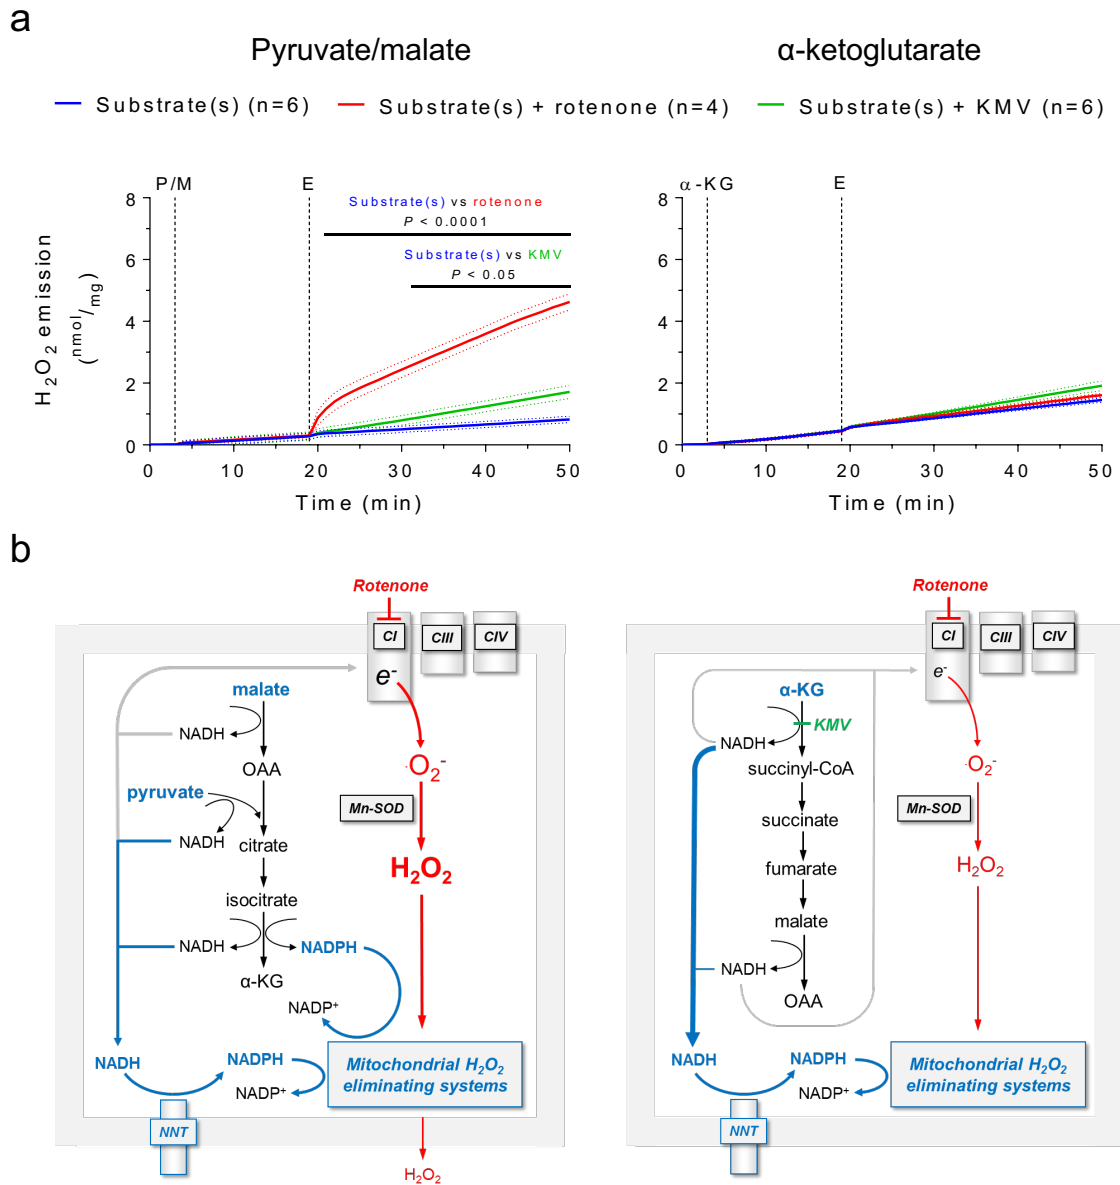 a
Pyruvate/malate
α-ketoglutarate
Substrate(s) (n=6)
Substrate(s) + rotenone (n=4)
Substrate(s) + KMV (n=6)
P/M
E
Substrate(s) vs rotenone
P < 0.0001
Substrate(s) vs KMV
P < 0.05
H₂O₂ emission
(nmol/mg)
8
6
4
2
0
0 10 20 30 40 50
Time (min)
α-KG
E
8
6
4
2
0
0 10 20 30 40 50
Time (min)
b
Rotenone
CI
CIII
CIV
e⁻
malate
NADH
OAA
·O₂⁻
pyruvate
Mn-SOD
NADH
citrate
H₂O₂
isocitrate
NADH
NADPH
α-KG
NADP⁺
NADH
NADPH
NADP⁺
Mitochondrial H₂O₂
eliminating systems
NNT
H₂O₂
Rotenone
CI
CIII
CIV
e⁻
α-KG
KMV
NADH
succinyl-CoA
·O₂⁻
Mn-SOD
succinate
H₂O₂
fumarate
malate
NADH
OAA
NADH
NADPH
NADP⁺
Mitochondrial H₂O₂
eliminating systems
NNT